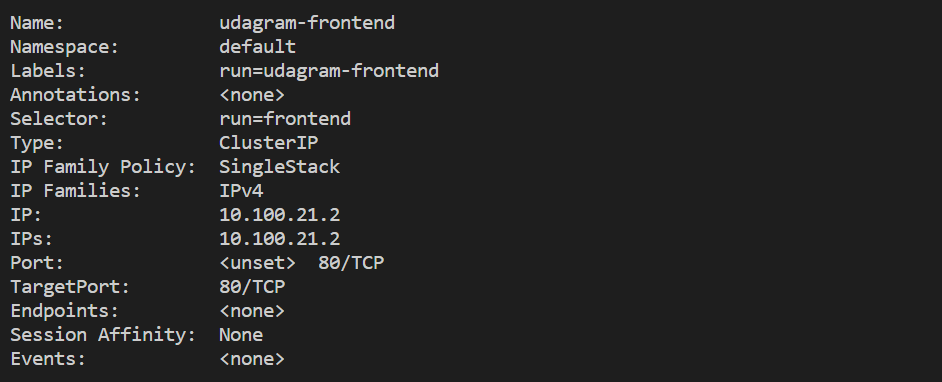 Name:              udagram-frontend
Namespace:         default
Labels:            run=udagram-frontend
Annotations:       <none>
Selector:          run=frontend
Type:              ClusterIP
IP Family Policy:  SingleStack
IP Families:       IPv4
IP:                10.100.21.2
IPs:               10.100.21.2
Port:              <unset>  80/TCP
TargetPort:        80/TCP
Endpoints:         <none>
Session Affinity:  None
Events:            <none>